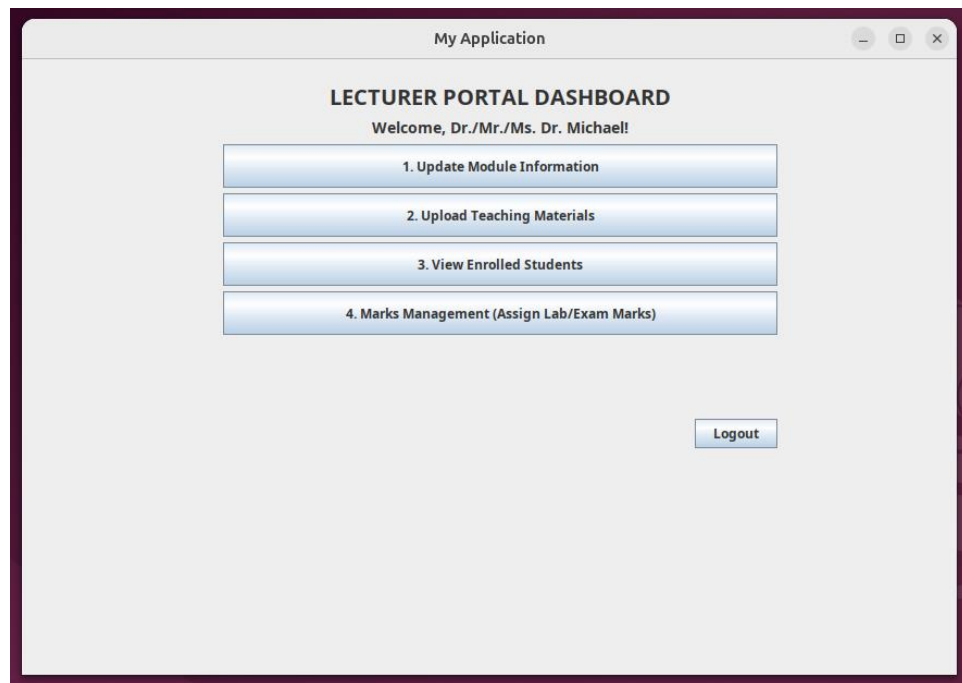 My Application
LECTURER PORTAL DASHBOARD
Welcome, Dr./Mr./Ms. Dr. Michael!
1. Update Module Information
2. Upload Teaching Materials
3. View Enrolled Students
4. Marks Management (Assign Lab/Exam Marks)
Logout